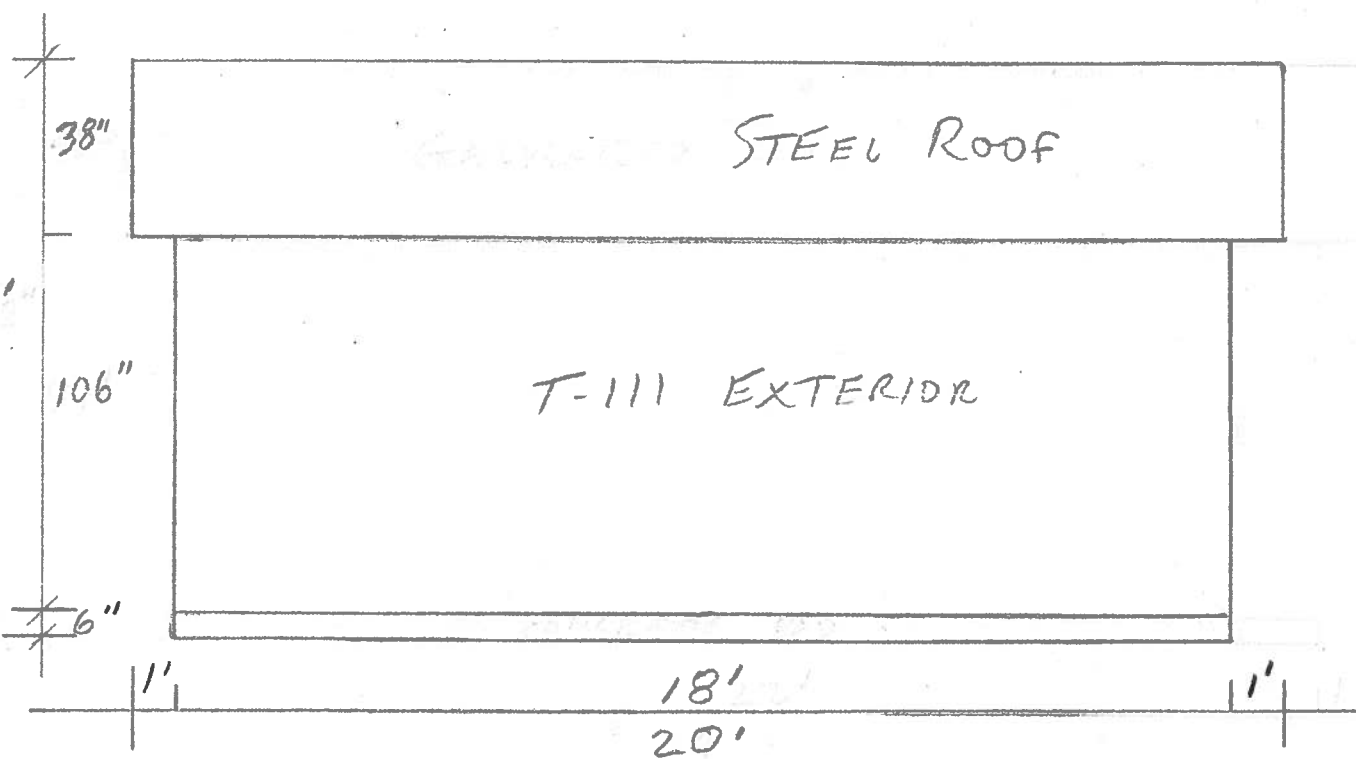 38"
STEEL ROOF
106"
T-111 EXTERIOR
6"
1' 18' 1'
20'